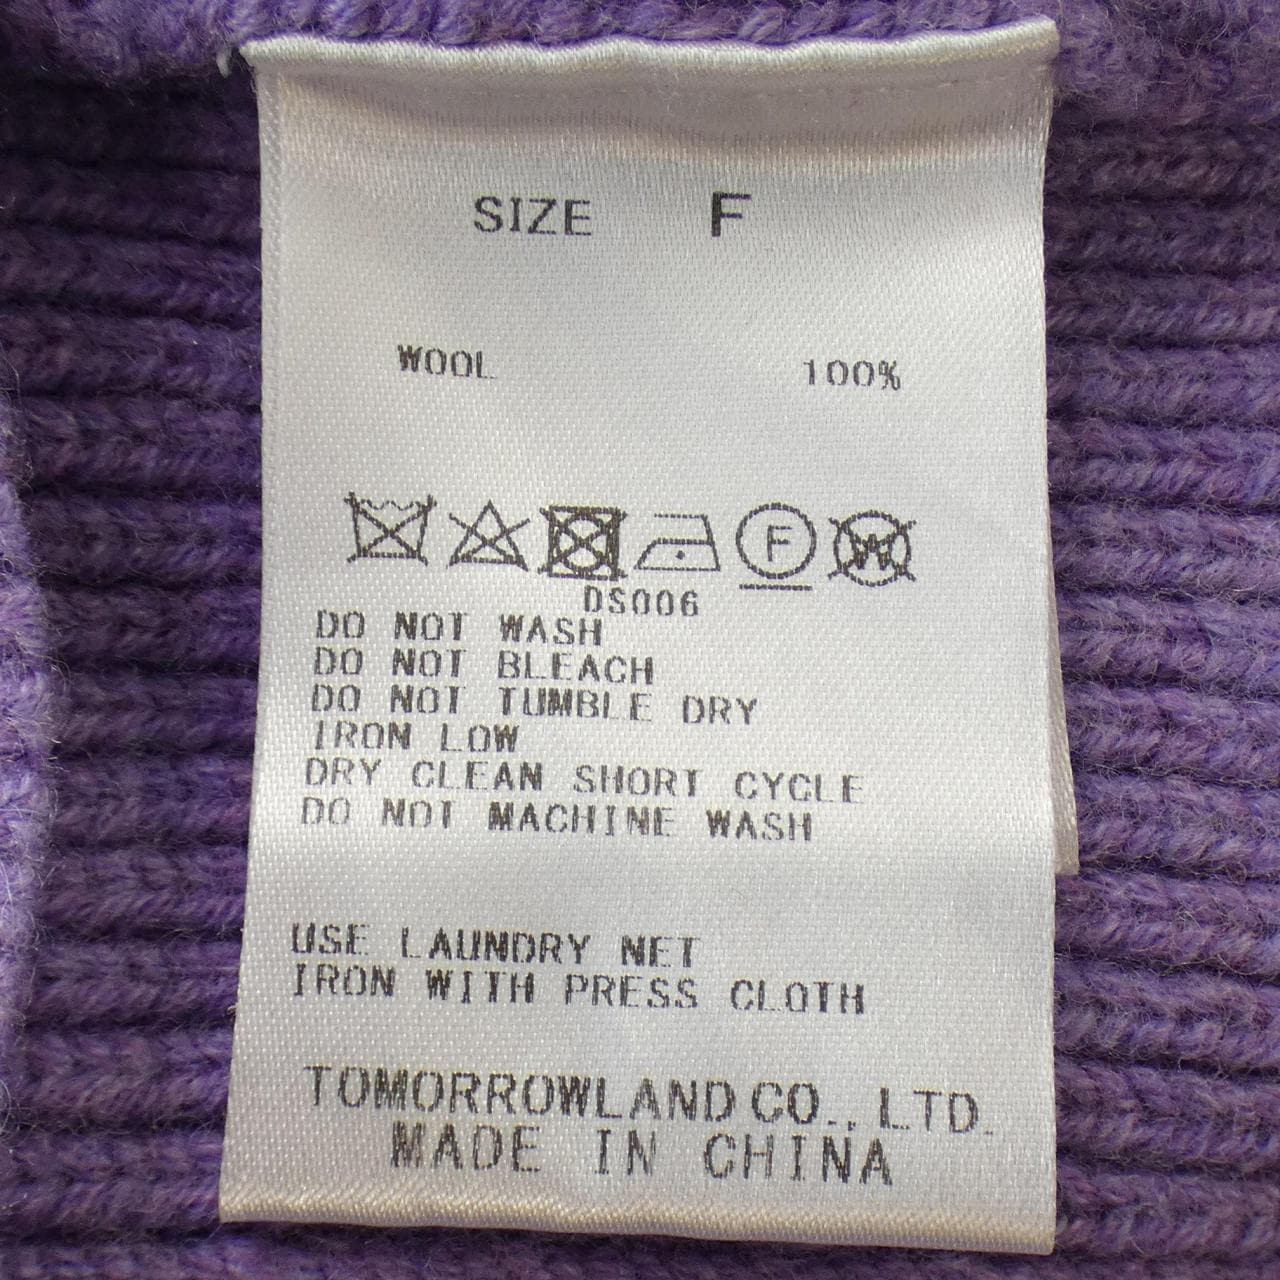 SIZE F
WOOL 100%
F W
DS006
DO NOT WASH
DO NOT BLEACH
DO NOT TUMBLE DRY
IRON LOW
DRY CLEAN SHORT CYCLE
DO NOT MACHINE WASH
USE LAUNDRY NET
IRON WITH PRESS CLOTH
TOMORROWLAND CO., LTD.
MADE IN CHINA